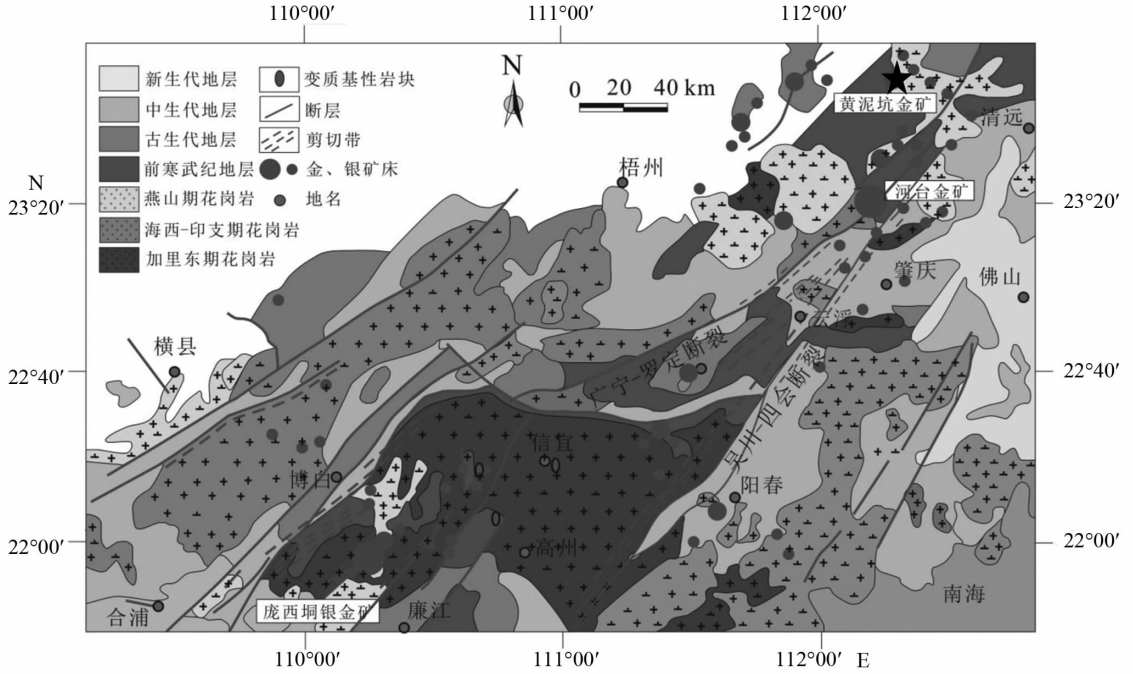 110°00′
111°00′
112°00′
N
0 20 40 km
新生代地层
中生代地层
古生代地层
前寒武纪地层
燕山期花岗岩
海西-印支期花岗岩
加里东期花岗岩
变质基性岩块
断层
剪切带
金、银矿床
地名
N
23°20′
22°40′
22°00′
23°20′
22°40′
22°00′
黄泥坑金矿
清远
梧州
河台金矿
肇庆
佛山
横县
广宁-罗定断裂
吴川-四会断裂
信宜
博白
阳春
高州
南海
合浦
庞西垌银金矿
廉江
110°00′
111°00′
112°00′
E